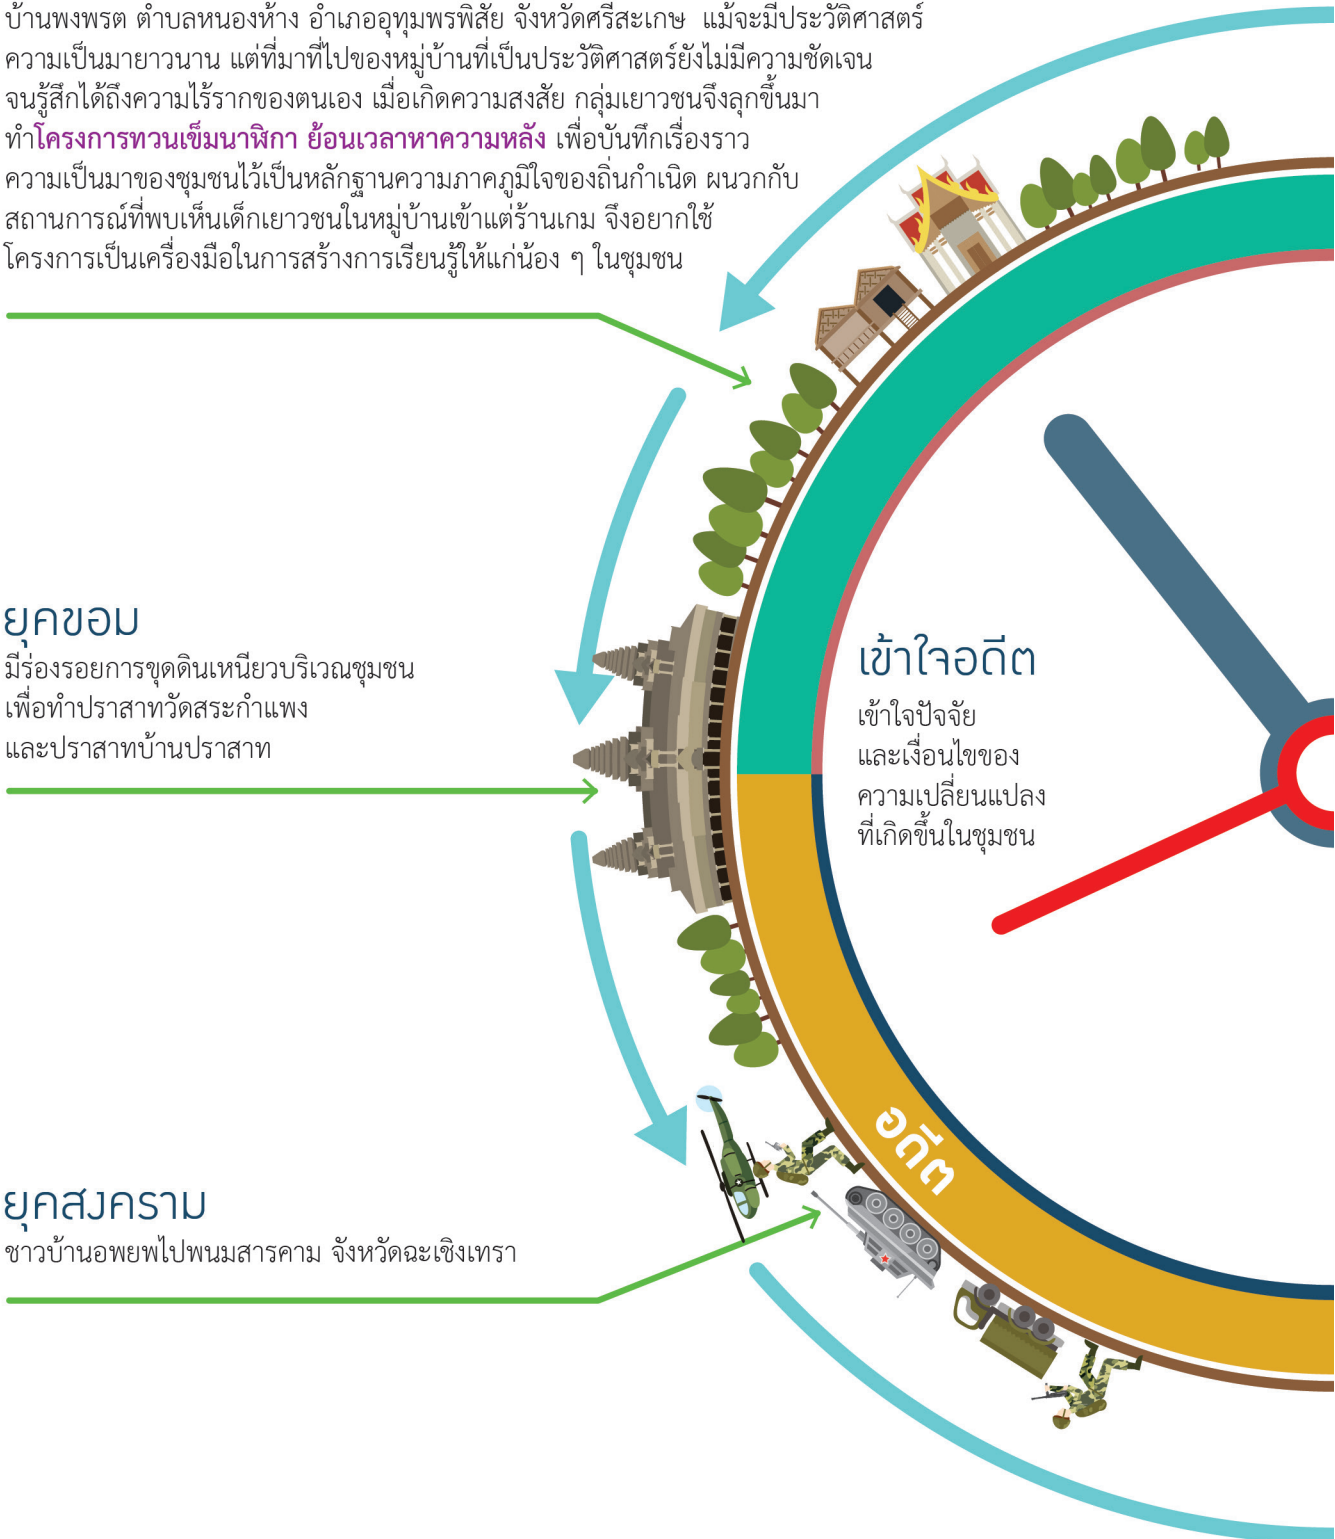 บ้านพงพรต ตำบลหนองห้าง อำเภออุทุมพรพิสัย จังหวัดศรีสะเกษ แม้จะมีประวัติศาสตร์
ความเป็นมายาวนาน แต่ที่มาที่ไปของหมู่บ้านที่เป็นประวัติศาสตร์ยังไม่มีความชัดเจน
จนรู้สึกได้ถึงความไร้รากของตนเอง เมื่อเกิดความสงสัย กลุ่มเยาวชนจึงลุกขึ้นมา
ทำโครงการทวนเข็มนาฬิกา ย้อนเวลาหาความหลัง เพื่อบันทึกเรื่องราว
ความเป็นมาของชุมชนไว้เป็นหลักฐานความภาคภูมิใจของถิ่นกำเนิด ผนวกกับ
สถานการณ์ที่พบเห็นเด็กเยาวชนในหมู่บ้านเข้าแต่ร้านเกม จึงอยากใช้
โครงการเป็นเครื่องมือในการสร้างการเรียนรู้ให้แก่น้อง ๆ ในชุมชน
ยุคขอม
มีร่องรอยการขุดดินเหนียวบริเวณชุมชน
เพื่อทำปราสาทวัดสระกำแพง
และปราสาทบ้านปราสาท
เข้าใจอดีต
เข้าใจปัจจัย
และเงื่อนไขของ
ความเปลี่ยนแปลง
ที่เกิดขึ้นในชุมชน
อดีต
ยุคสงคราม
ชาวบ้านอพยพไปพนมสารคาม จังหวัดฉะเชิงเทรา